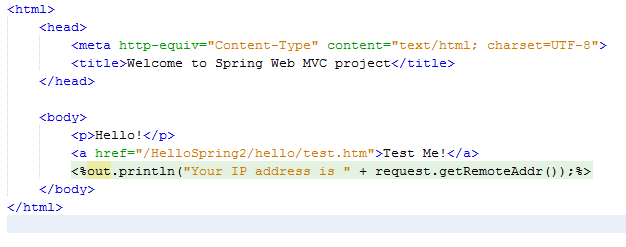 <html>
<head>
<meta http-equiv="Content-Type" content="text/html; charset=UTF-8">
<title>Welcome to Spring Web MVC project</title>
</head>
<body>
<p>Hello!</p>
<a href="/HelloSpring2/hello/test.htm">Test Me!</a>
<%out.println("Your IP address is " + request.getRemoteAddr());%>
</body>
</html>